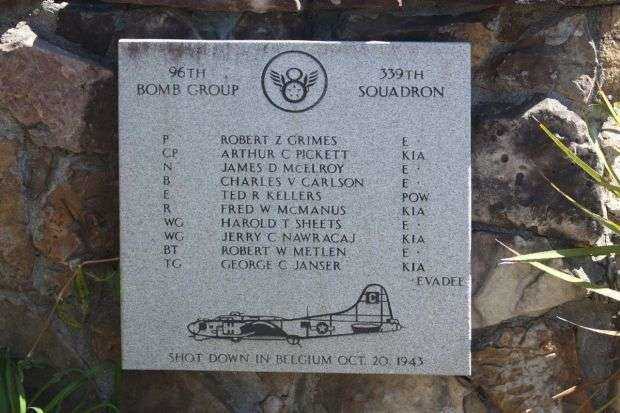 96TH BOMB GROUP 8 339TH SQUADRON
P ROBERT Z GRIMES E
CP ARTHUR C PICKETT KIA
N JAMES D McELROY E ·
B CHARLES V CARLSON E ·
E TED R KELLERS POW
R FRED W McMANUS KIA
WG HAROLD T SHEETS E ·
WG JERRY C NAWRACAJ KIA
BT ROBERT W METLEN E ·
TG GEORGE C JANSER KIA
· EVADEE
C
SHOT DOWN IN BELGIUM OCT. 20, 1943